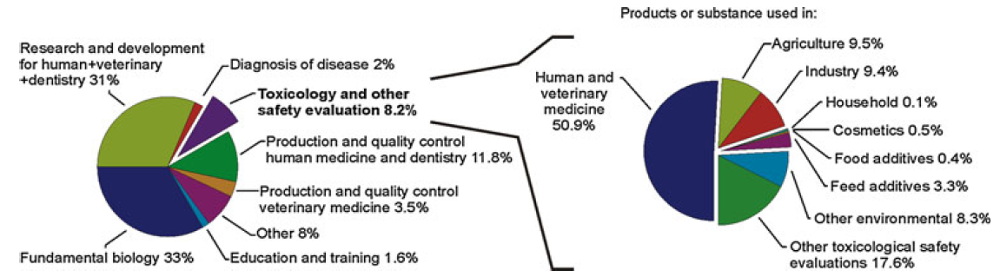 Products or substance used in:
Research and development
for human+veterinary
+dentistry 31%
Diagnosis of disease 2%
Toxicology and other
safety evaluation 8.2%
Production and quality control
human medicine and dentistry 11.8%
Production and quality control
veterinary medicine 3.5%
Other 8%
Education and training 1.6%
Fundamental biology 33%
Human and
veterinary
medicine
50.9%
Agriculture 9.5%
Industry 9.4%
Household 0.1%
Cosmetics 0.5%
Food additives 0.4%
Feed additives 3.3%
Other environmental 8.3%
Other toxicological safety
evaluations 17.6%